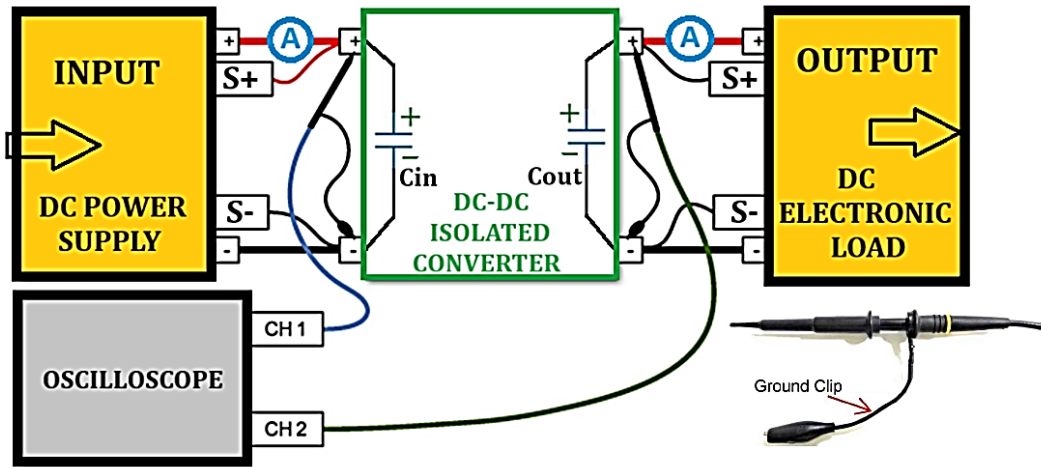 INPUT
DC POWER
SUPPLY
+
S+
S-
-
A
+
-
+
-
Cin
DC-DC
ISOLATED
CONVERTER
+
-
Cout
+
-
A
+
S+
S-
-
OUTPUT
DC
ELECTRONIC
LOAD
OSCILLOSCOPE
CH 1
CH 2
Ground Clip